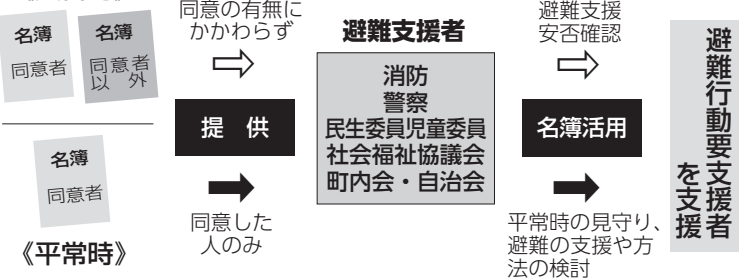 名簿
同意者
名簿
同意者
以外
名簿
同意者
《平常時》
同意の有無に
かかわらず
提供
同意した
人のみ
避難支援者
消防
警察
民生委員児童委員
社会福祉協議会
町内会・自治会
避難支援
安否確認
名簿活用
平常時の見守り、
避難の支援や方
法の検討
避難行動要支援者
を支援